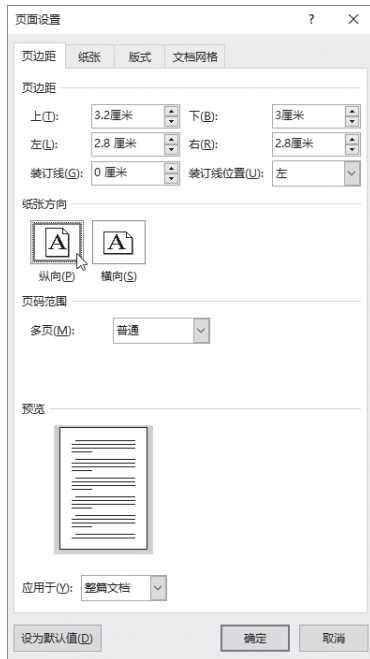 页面设置 ? ×
页边距 纸张 版式 文档网格
页边距
上(T): 3.2厘米 下(B): 3厘米
左(L): 2.8 厘米 右(R): 2.8厘米
装订线(G): 0 厘米 装订线位置(U): 左
纸张方向
A A
纵向(P) 横向(S)
页码范围
多页(M): 普通
预览
应用于(Y): 整篇文档
设为默认值(D) 确定 取消